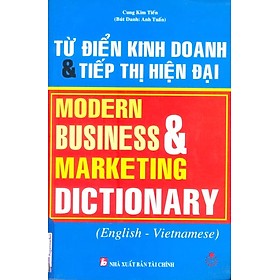 Cung Kim Tiến
(Bút Danh: Anh Tuấn)
TỪ ĐIỂN KINH DOANH
& TIẾP THỊ HIỆN ĐẠI
MODERN
BUSINESS &
MARKETING
DICTIONARY
(English - Vietnamese)
NHÀ XUẤT BẢN TÀI CHÍNH